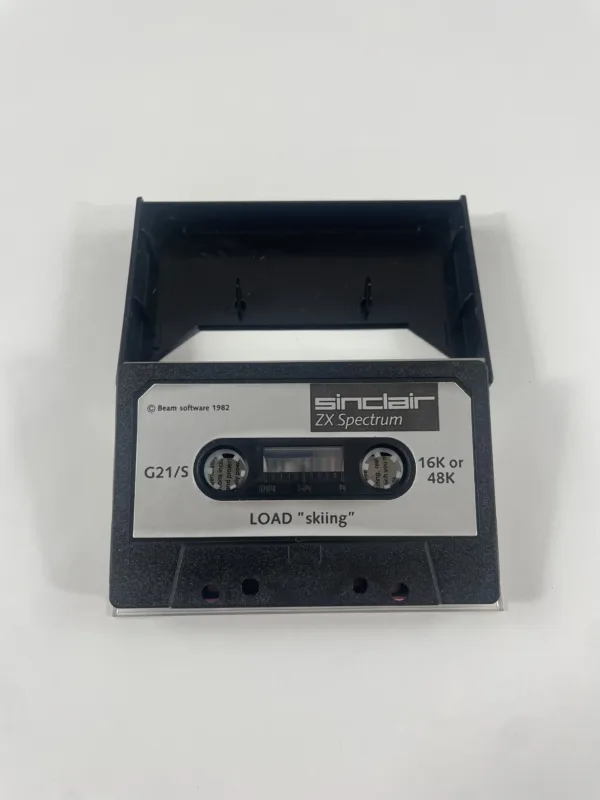 © Beam software 1982
sinclair
ZX Spectrum
G21/S
16K or
48K
LOAD "skiing"